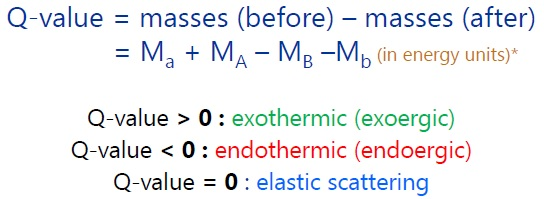 Q-value = masses (before) – masses (after)
= Ma + MA – MB –Mb (in energy units)*
Q-value > 0 : exothermic (exoergic)
Q-value < 0 : endothermic (endoergic)
Q-value = 0 : elastic scattering